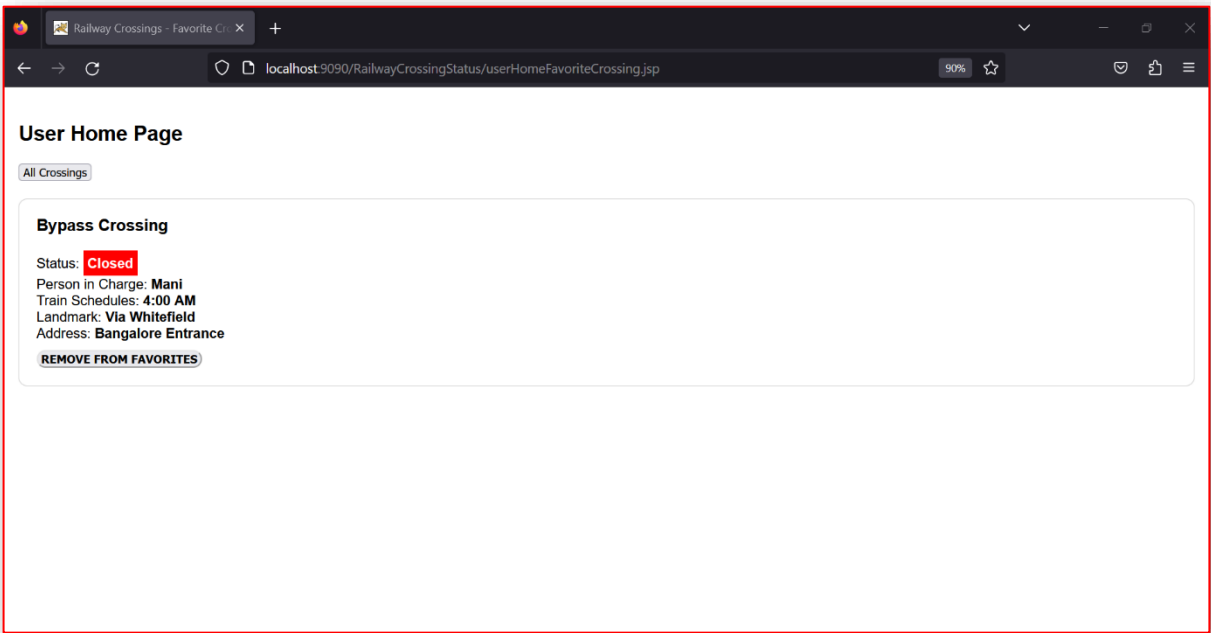 Railway Crossings - Favorite Cro
localhost:9090/RailwayCrossingStatus/userHomeFavoriteCrossing.jsp
90%
User Home Page
All Crossings
Bypass Crossing
Status: Closed
Person in Charge: Mani
Train Schedules: 4:00 AM
Landmark: Via Whitefield
Address: Bangalore Entrance
REMOVE FROM FAVORITES